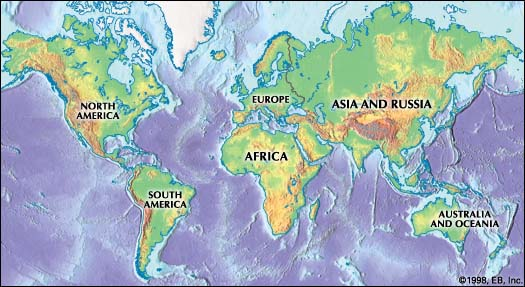 NORTH
AMERICA
EUROPE
ASIA AND RUSSIA
AFRICA
SOUTH
AMERICA
AUSTRALIA
AND OCEANIA
©1998, EB, Inc.